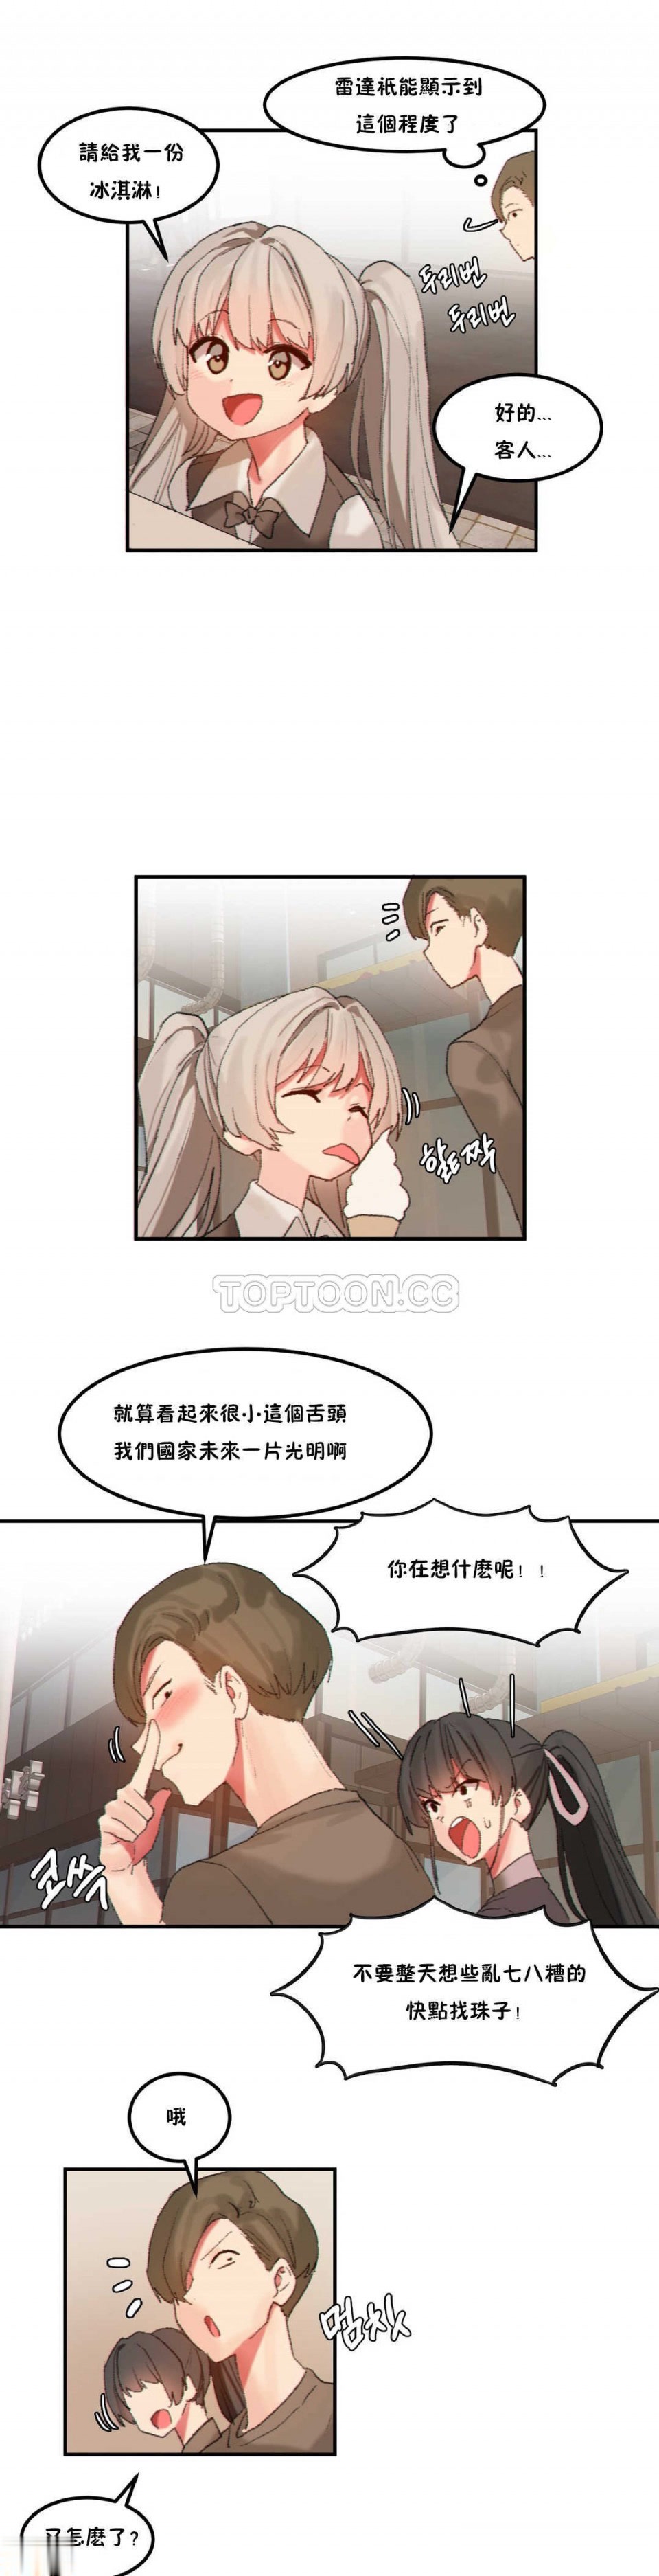 雷達祇能顯示到
這個程度了
請給我一份
冰淇淋!
두리번
두리번
好的...
客人...
할짝
TOPTOON.CC
就算看起來很小這個舌頭
我們國家未來一片光明啊
你在想什麽呢! !
코쓱
不要整天想些亂七八糟的
快點找珠子!
哦
멈칫
又怎麽了?